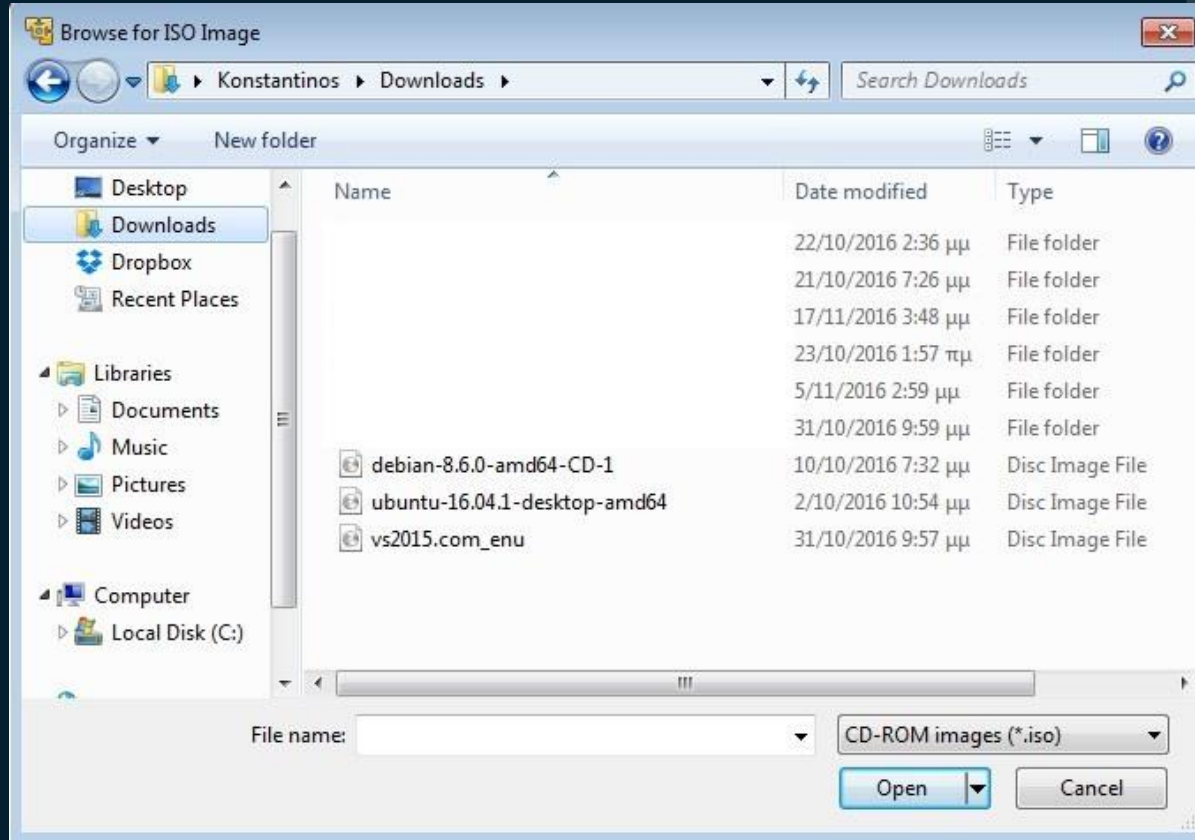 Browse for ISO Image
Konstantinos Downloads
Search Downloads
Organize New folder
Desktop
Downloads
Dropbox
Recent Places
Libraries
Documents
Music
Pictures
Videos
Computer
Local Disk (C:)
Name Date modified Type
22/10/2016 2:36 μμ File folder
21/10/2016 7:26 μμ File folder
17/11/2016 3:48 μμ File folder
23/10/2016 1:57 πμ File folder
5/11/2016 2:59 μμ File folder
31/10/2016 9:59 μμ File folder
debian-8.6.0-amd64-CD-1 10/10/2016 7:32 μμ Disc Image File
ubuntu-16.04.1-desktop-amd64 2/10/2016 10:54 μμ Disc Image File
vs2015.com_enu 31/10/2016 9:57 μμ Disc Image File
File name: CD-ROM images (*.iso)
Open Cancel